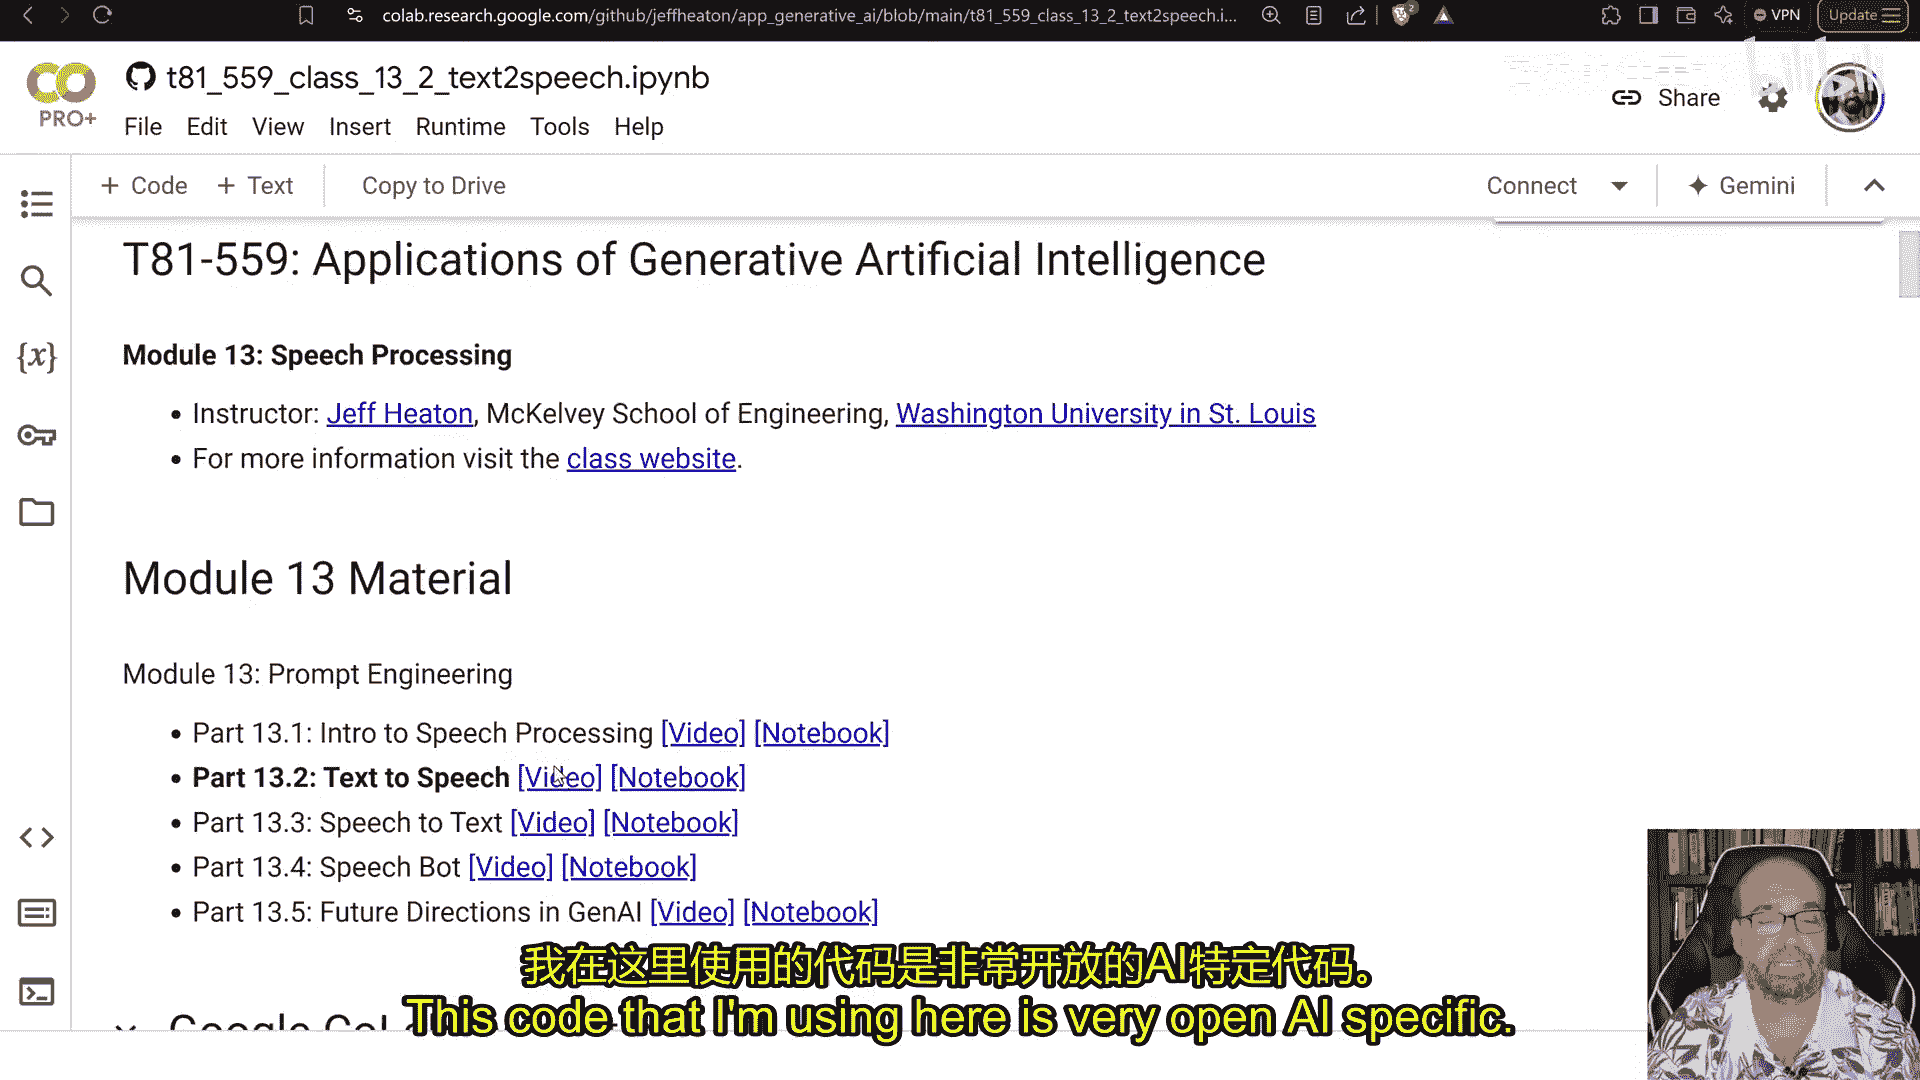 colab.research.google.com/github/jeffheaton/app_generative_ai/blob/main/t81_559_class_13_2_text2speech.i...
2
VPN
Update
PRO+
t81_559_class_13_2_text2speech.ipynb
bilibili
File Edit View Insert Runtime Tools Help
Share
+ Code + Text Copy to Drive
Connect
Gemini
{x}
T81-559: Applications of Generative Artificial Intelligence
Module 13: Speech Processing
• Instructor: Jeff Heaton, McKelvey School of Engineering, Washington University in St. Louis
• For more information visit the class website.
Module 13 Material
Module 13: Prompt Engineering
• Part 13.1: Intro to Speech Processing [Video] [Notebook]
• Part 13.2: Text to Speech [Video] [Notebook]
• Part 13.3: Speech to Text [Video] [Notebook]
• Part 13.4: Speech Bot [Video] [Notebook]
• Part 13.5: Future Directions in GenAI [Video] [Notebook]
我在这里使用的代码是非常开放的AI特定代码。
Google
This code that I'm using here is very open AI specific.